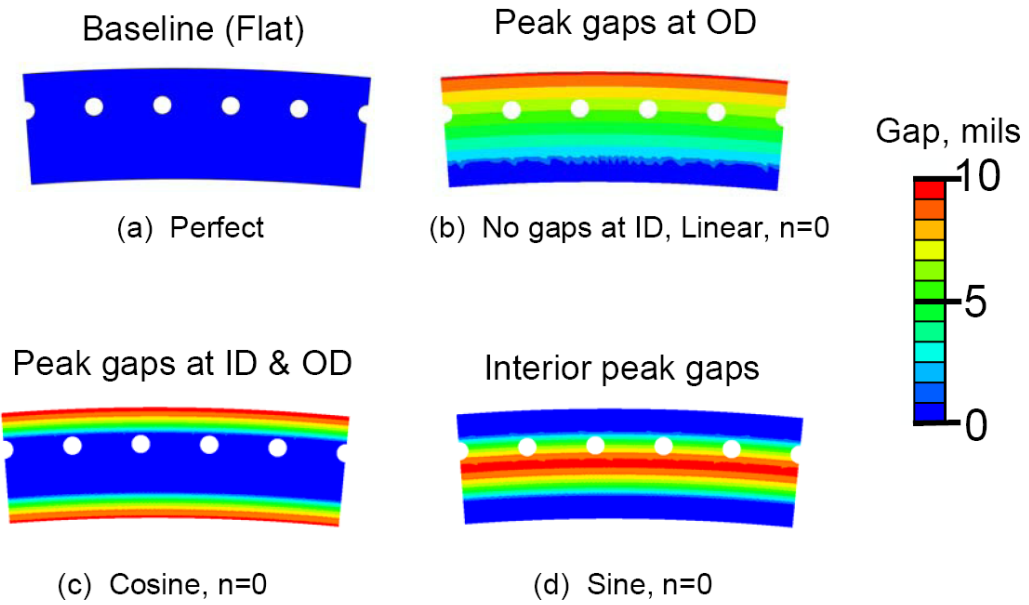 Baseline (Flat)
Peak gaps at OD
(a) Perfect
(b) No gaps at ID, Linear, n=0
Gap, mils
10
5
0
Peak gaps at ID & OD
Interior peak gaps
(c) Cosine, n=0
(d) Sine, n=0